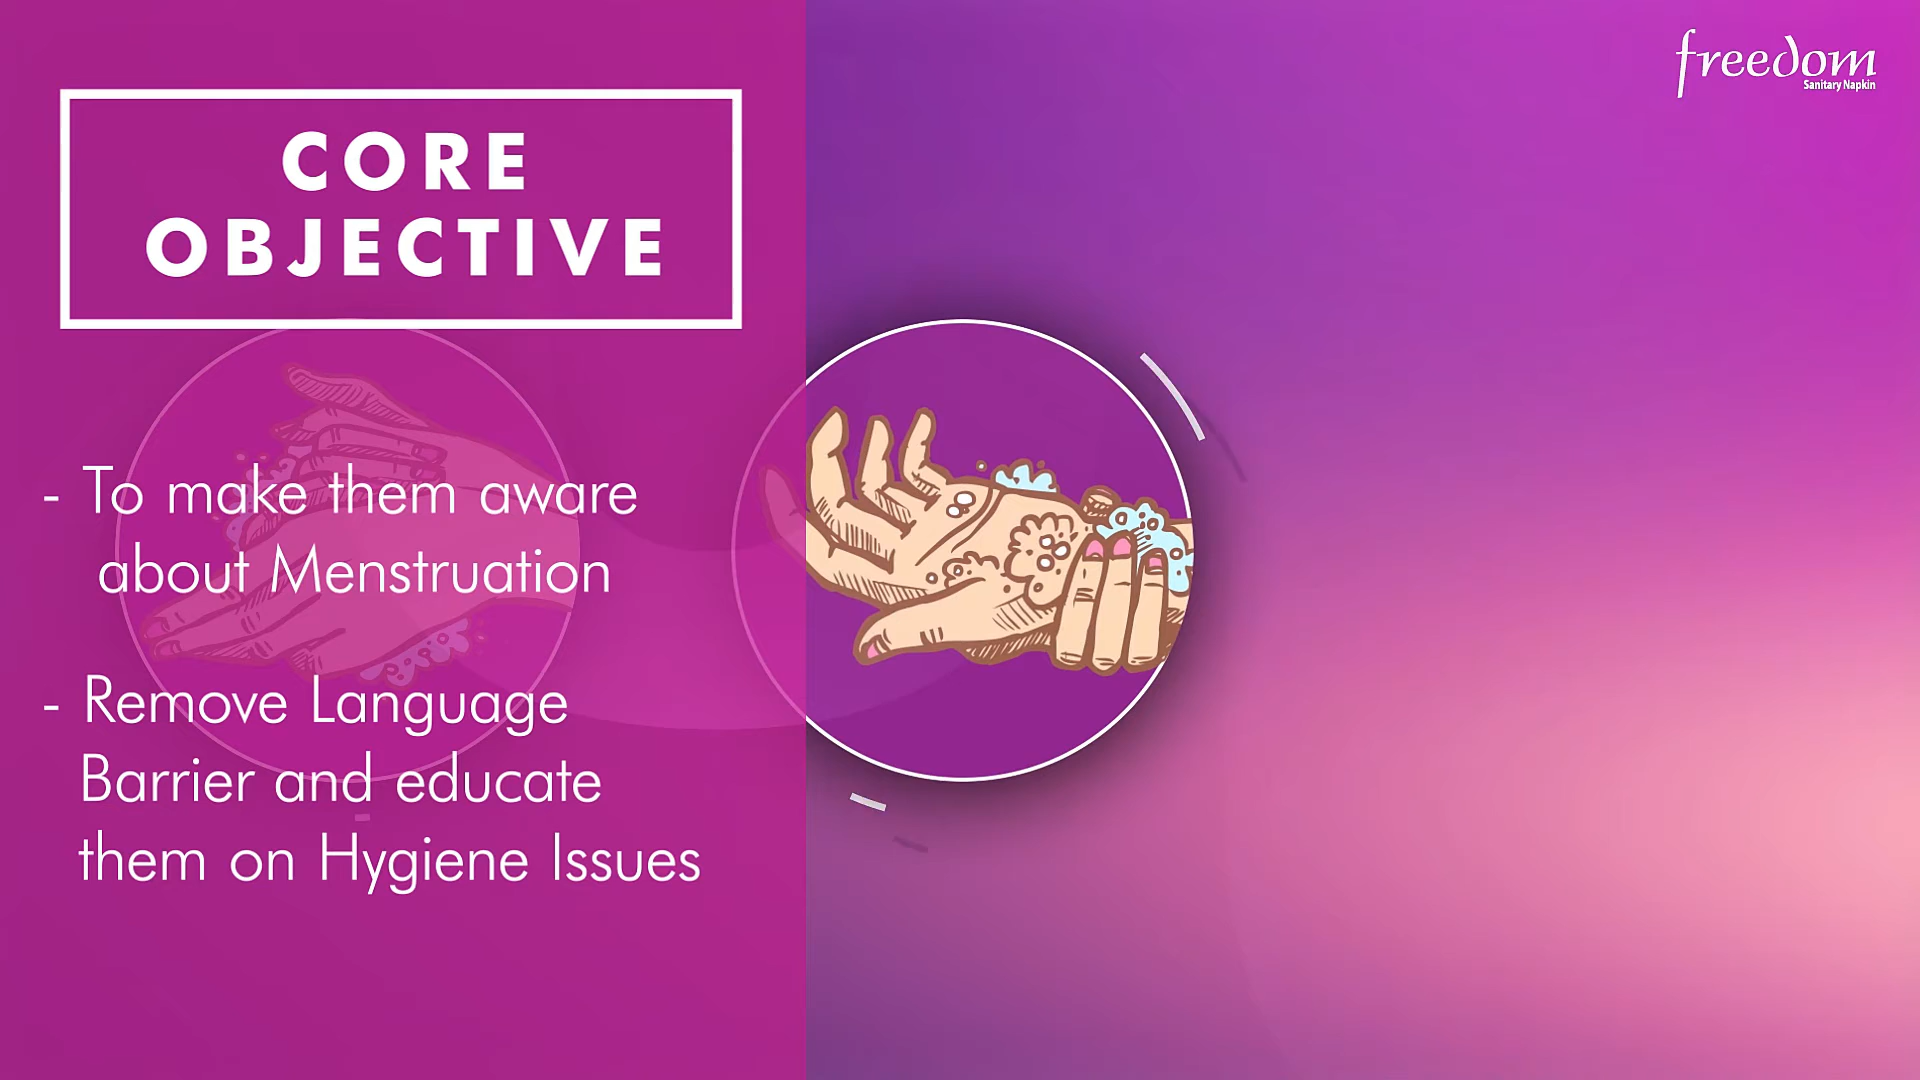 CORE
OBJECTIVE
- To make them aware
about Menstruation
- Remove Language
Barrier and educate
them on Hygiene Issues
freedom
Sanitary Napkin